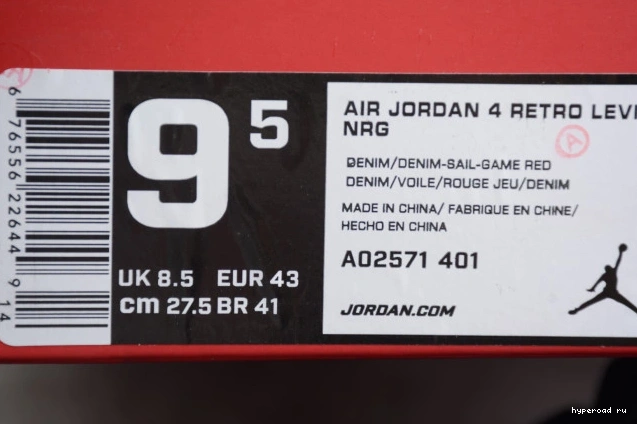 6 76556 22644 9 14
9 5
UK 8.5 EUR 43
cm 27.5 BR 41
AIR JORDAN 4 RETRO LEVI
NRG
A
DENIM/DENIM-SAIL-GAME RED
DENIM/VOILE/ROUGE JEU/DENIM
MADE IN CHINA/ FABRIQUE EN CHINE/
HECHO EN CHINA
AO2571 401
JORDAN.COM
hyperoad ru